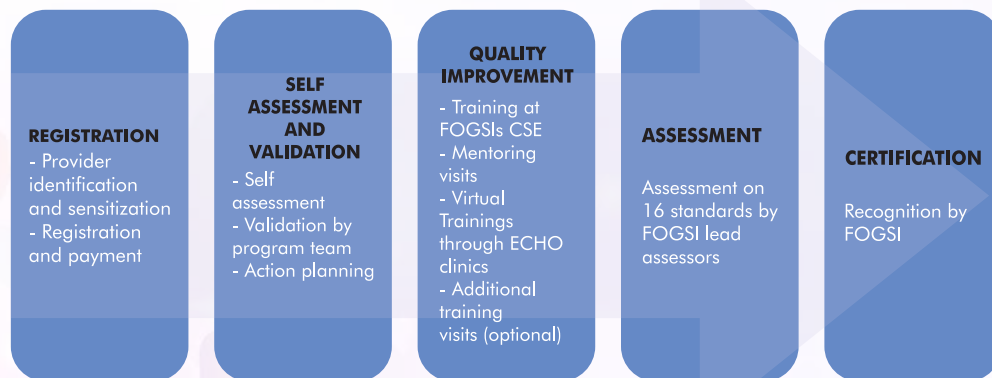 REGISTRATION
- Provider
identification
and sensitization
- Registration
and payment
SELF
ASSESSMENT
AND
VALIDATION
- Self
assessment
- Validation by
program team
- Action planning
QUALITY
IMPROVEMENT
- Training at
FOGSIs CSE
- Mentoring
visits
- Virtual
Trainings
through ECHO
clinics
- Additional
training
visits (optional)
ASSESSMENT
Assessment on
16 standards by
FOGSI lead
assessors
CERTIFICATION
Recognition by
FOGSI